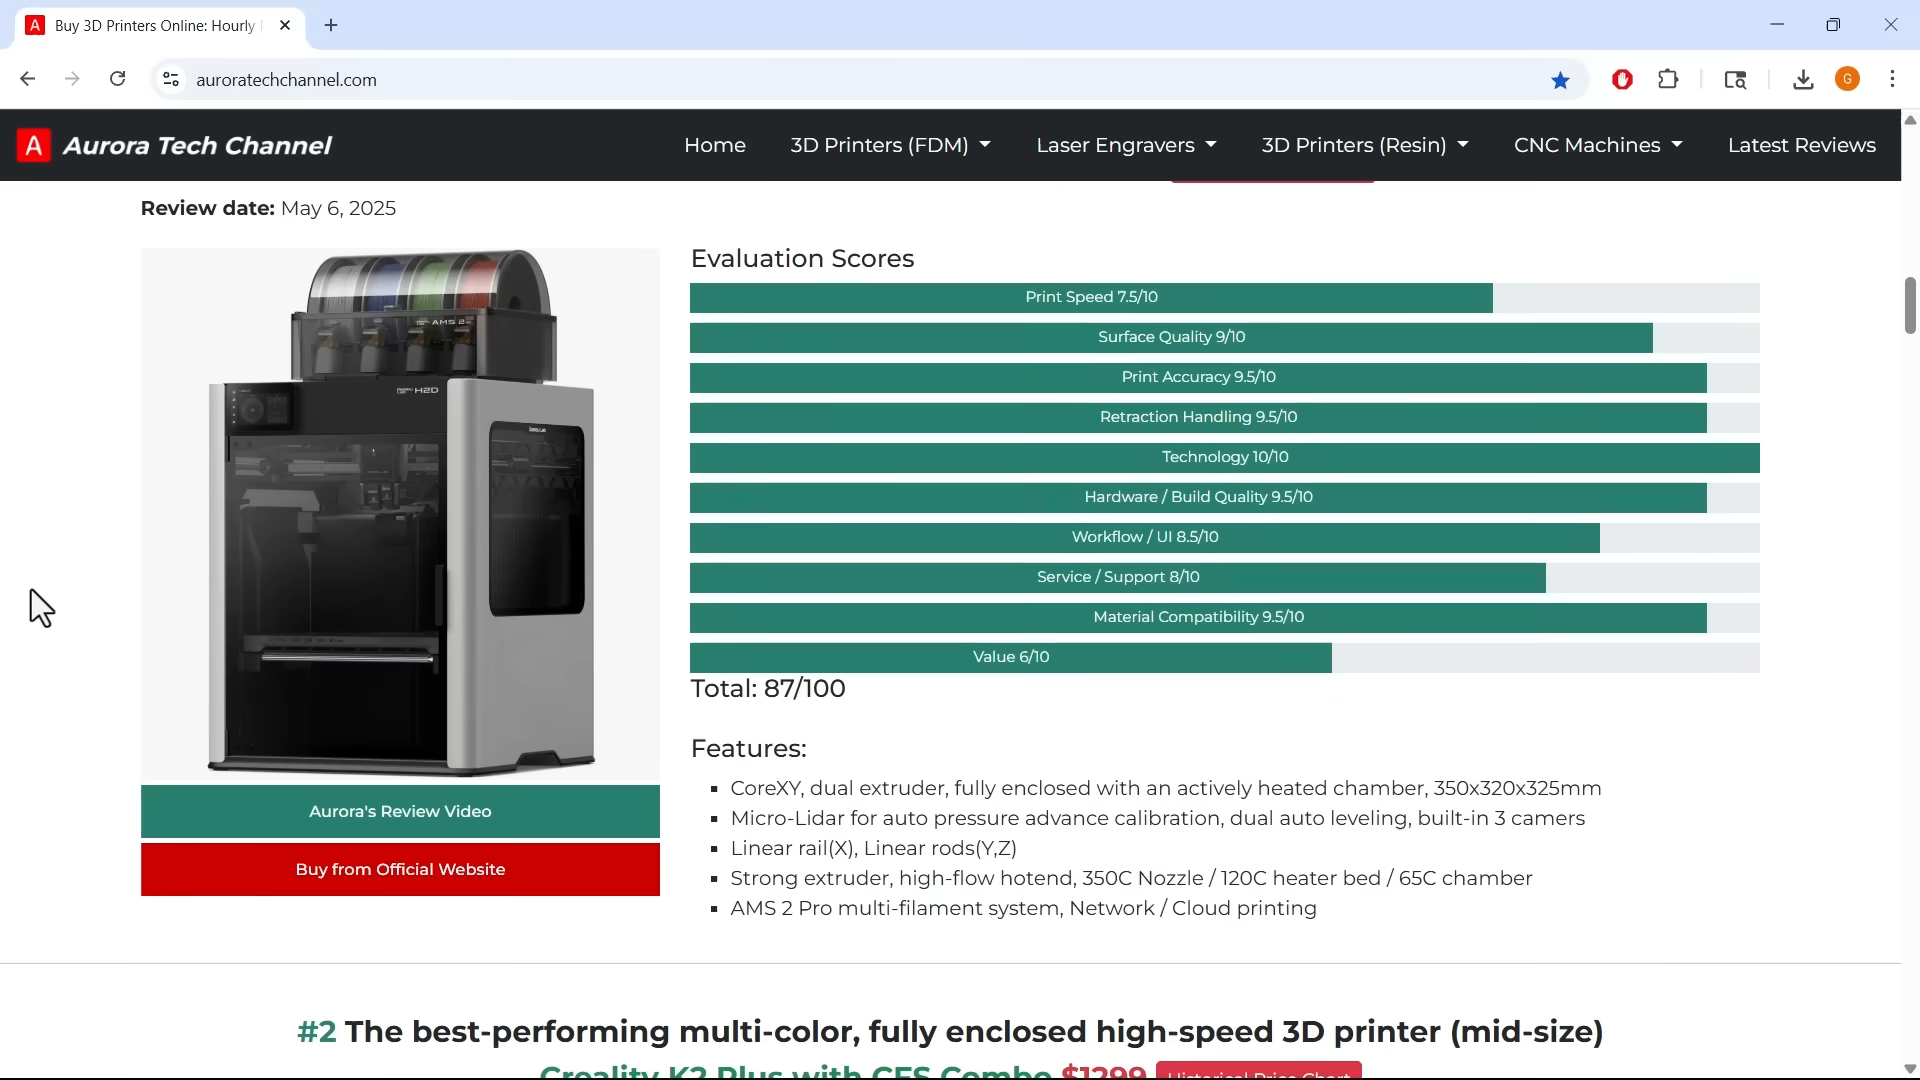 A Buy 3D Printers Online: Hourly
auroratechchannel.com
G
A Aurora Tech Channel
Home 3D Printers (FDM) Laser Engravers 3D Printers (Resin) CNC Machines Latest Reviews
Review date: May 6, 2025
Evaluation Scores
Print Speed 7.5/10
Surface Quality 9/10
Print Accuracy 9.5/10
Retraction Handling 9.5/10
Technology 10/10
Hardware / Build Quality 9.5/10
Workflow / UI 8.5/10
Service / Support 8/10
Material Compatibility 9.5/10
Value 6/10
Total: 87/100
AMS 2
H2D
Aurora's Review Video
Buy from Official Website
Features:
CoreXY, dual extruder, fully enclosed with an actively heated chamber, 350x320x325mm
Micro-Lidar for auto pressure advance calibration, dual auto leveling, built-in 3 cameras
Linear rail(X), Linear rods(Y,Z)
Strong extruder, high-flow hotend, 350C Nozzle / 120C heater bed / 65C chamber
AMS 2 Pro multi-filament system, Network / Cloud printing
#2 The best-performing multi-color, fully enclosed high-speed 3D printer (mid-size)
Creality K2 Plus with CFS Combo $1299 Historical Price Chart